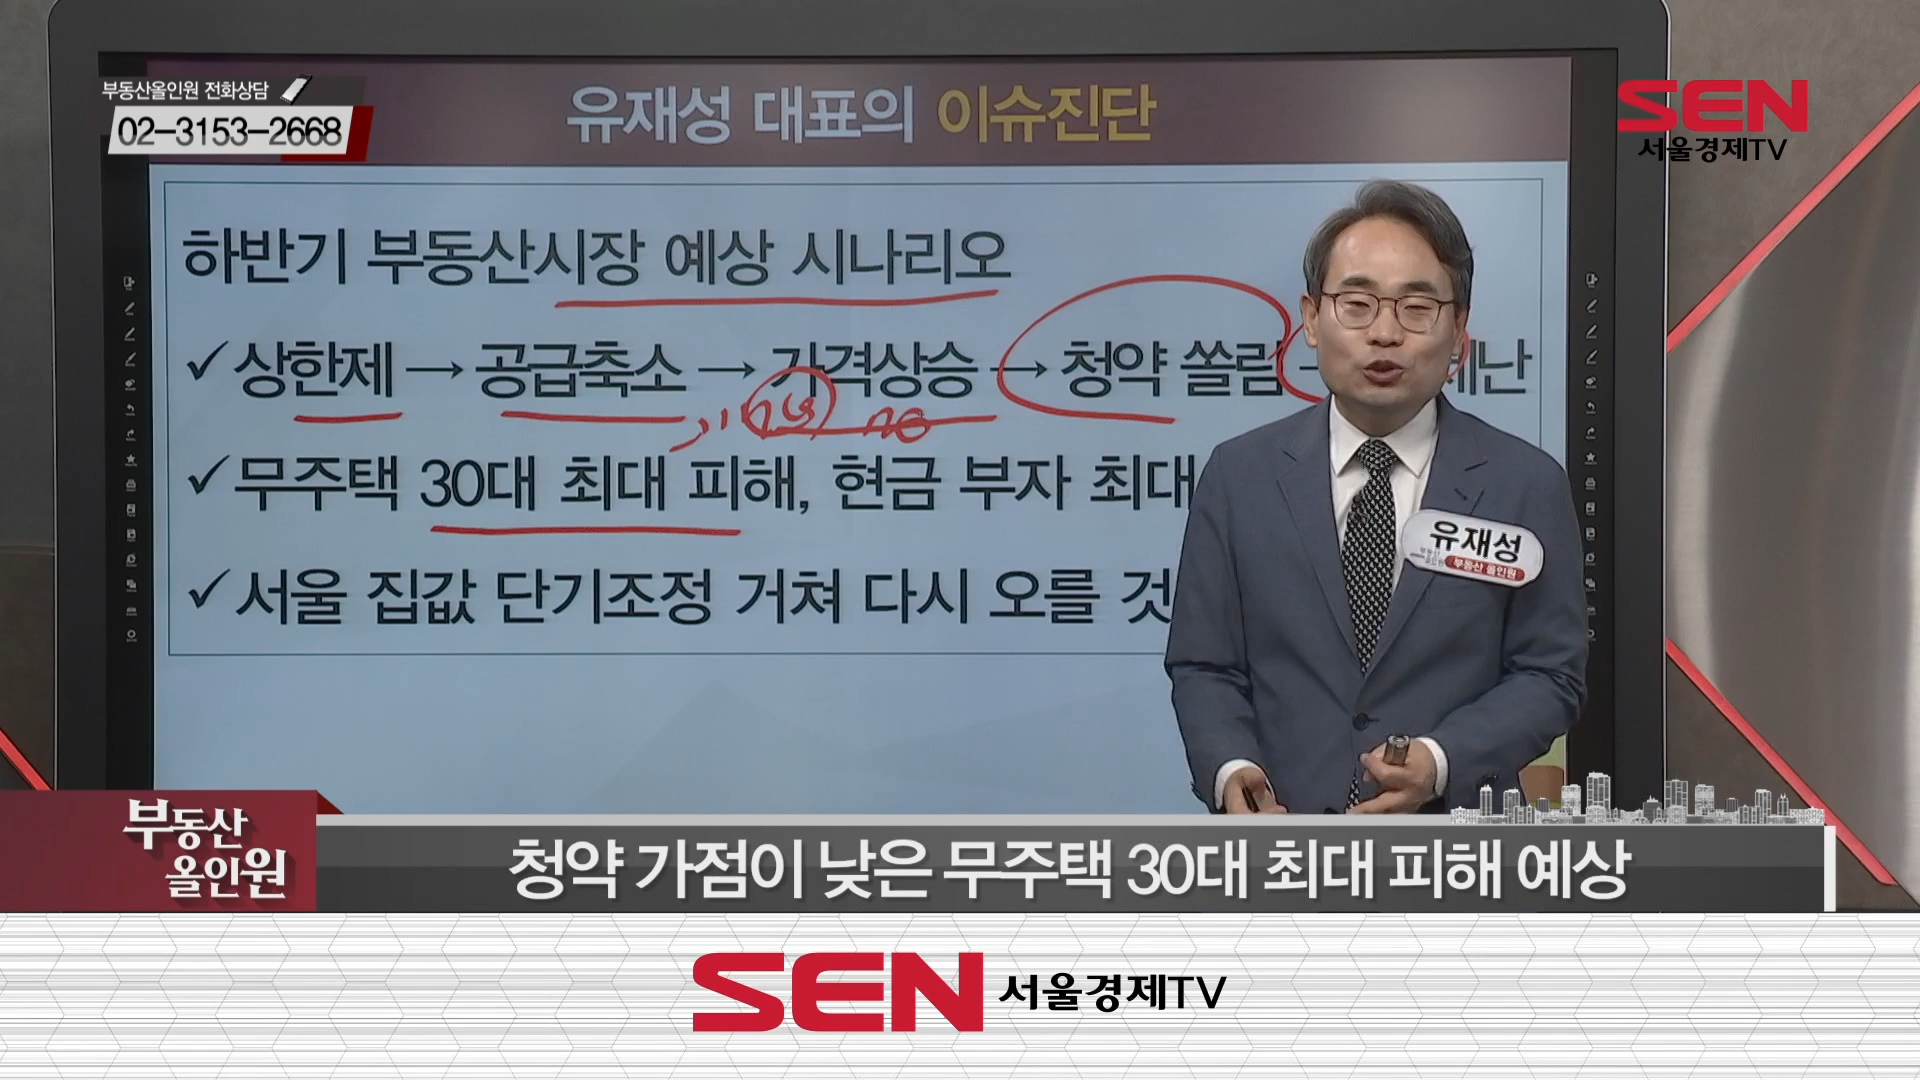 부동산올인원 전화상담
02-3153-2668
유재성 대표의 이슈진단
SEN
서울경제TV
하반기 부동산시장 예상 시나리오
✓상한제→공급축소→가격상승→청약 쏠림→
난
✓무주택 30대 최대 피해, 현금 부자 최대
✓서울 집값 단기조정 거쳐 다시 오를 것
유재성
부동산 올인원
부동산
올인원
청약 가점이 낮은 무주택 30대 최대 피해 예상
SEN 서울경제TV